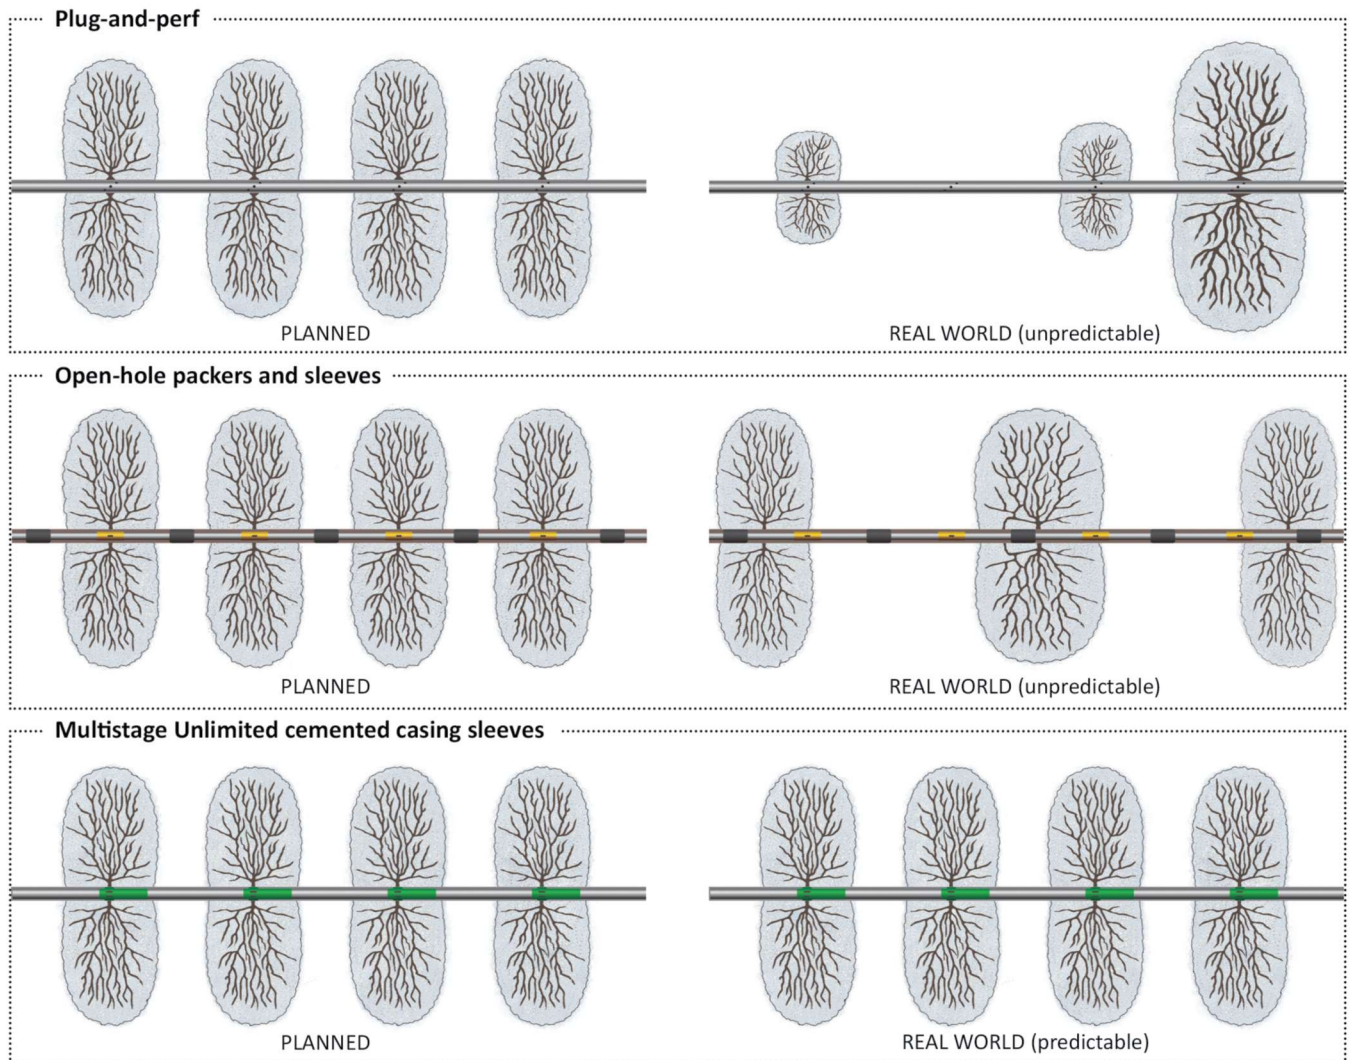 Plug-and-perf
PLANNED
REAL WORLD (unpredictable)
Open-hole packers and sleeves
PLANNED
REAL WORLD (unpredictable)
Multistage Unlimited cemented casing sleeves
PLANNED
REAL WORLD (predictable)